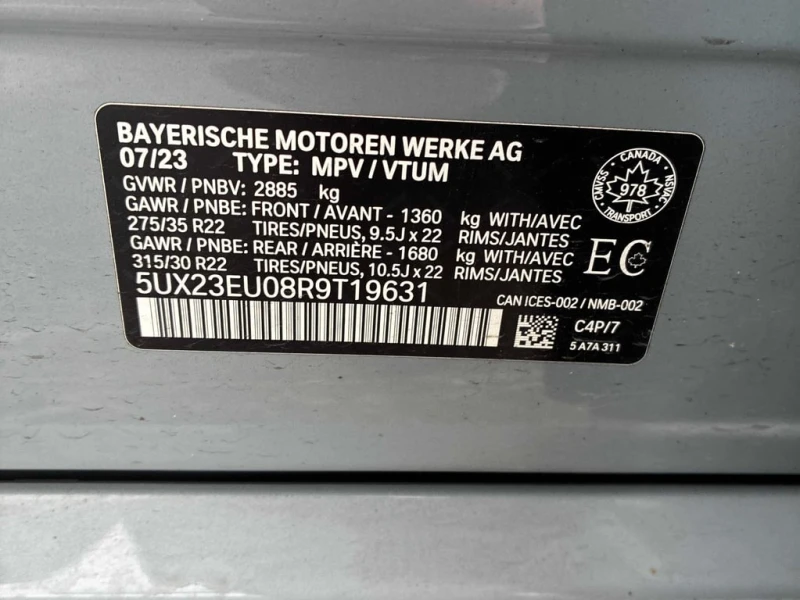 BAYERISCHE MOTOREN WERKE AG
07/23 TYPE: MPV / VTUM
GVWR / PNBV: 2885 kg
GAWR / PNBE: FRONT / AVANT - 1360 kg WITH/AVEC
275/35 R22 TIRES/PNEUS, 9.5J x 22 RIMS/JANTES
GAWR / PNBE: REAR / ARRIÈRE - 1680 kg WITH/AVEC
315/30 R22 TIRES/PNEUS, 10.5J x 22 RIMS/JANTES
5UX23EU08R9T19631
CANADA
CMVSS 978 NSVAC
TRANSPORT
EC
CAN ICES-002 / NMB-002
C4P/7
5 A7A 311